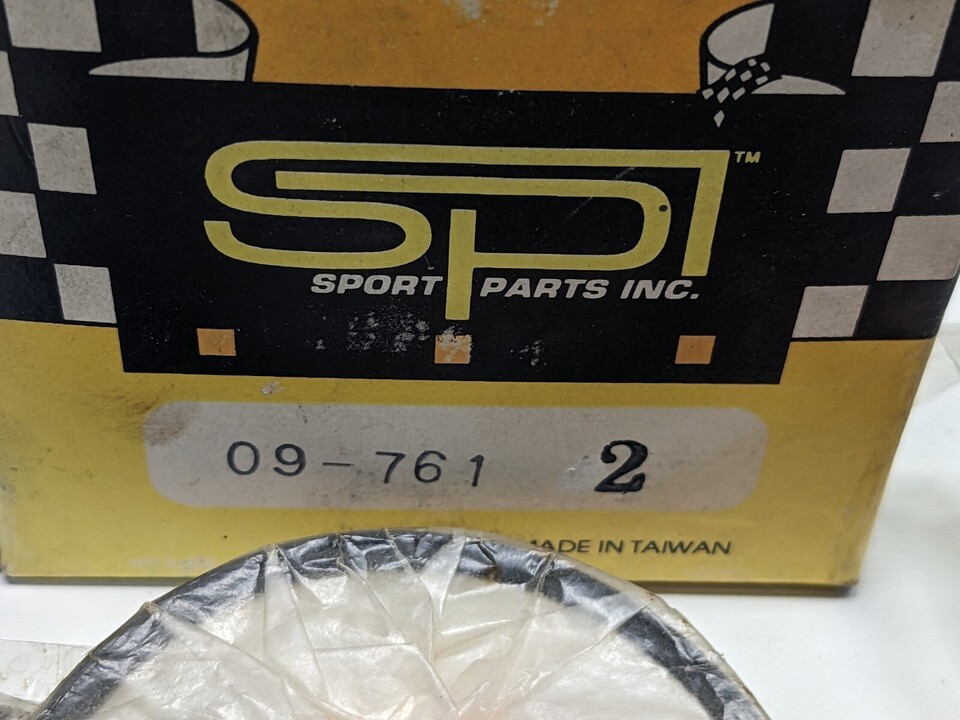 SPI™
SPORT PARTS INC.
09-761 2
MADE IN TAIWAN